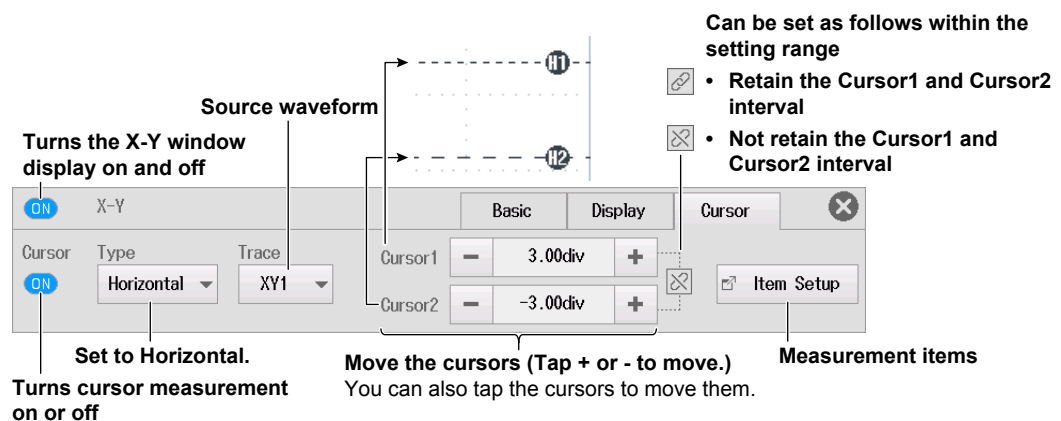 Can be set as follows within the
setting range
• Retain the Cursor1 and Cursor2
interval
• Not retain the Cursor1 and
Cursor2 interval
H1
H2
Source waveform
Turns the X-Y window
display on and off
ON X-Y Basic Display Cursor
Cursor Type Trace
ON Horizontal XY1
Cursor1 − 3.00div +
Cursor2 − -3.00div +
Item Setup
Set to Horizontal.
Turns cursor measurement
on or off
Move the cursors (Tap + or - to move.)
You can also tap the cursors to move them.
Measurement items